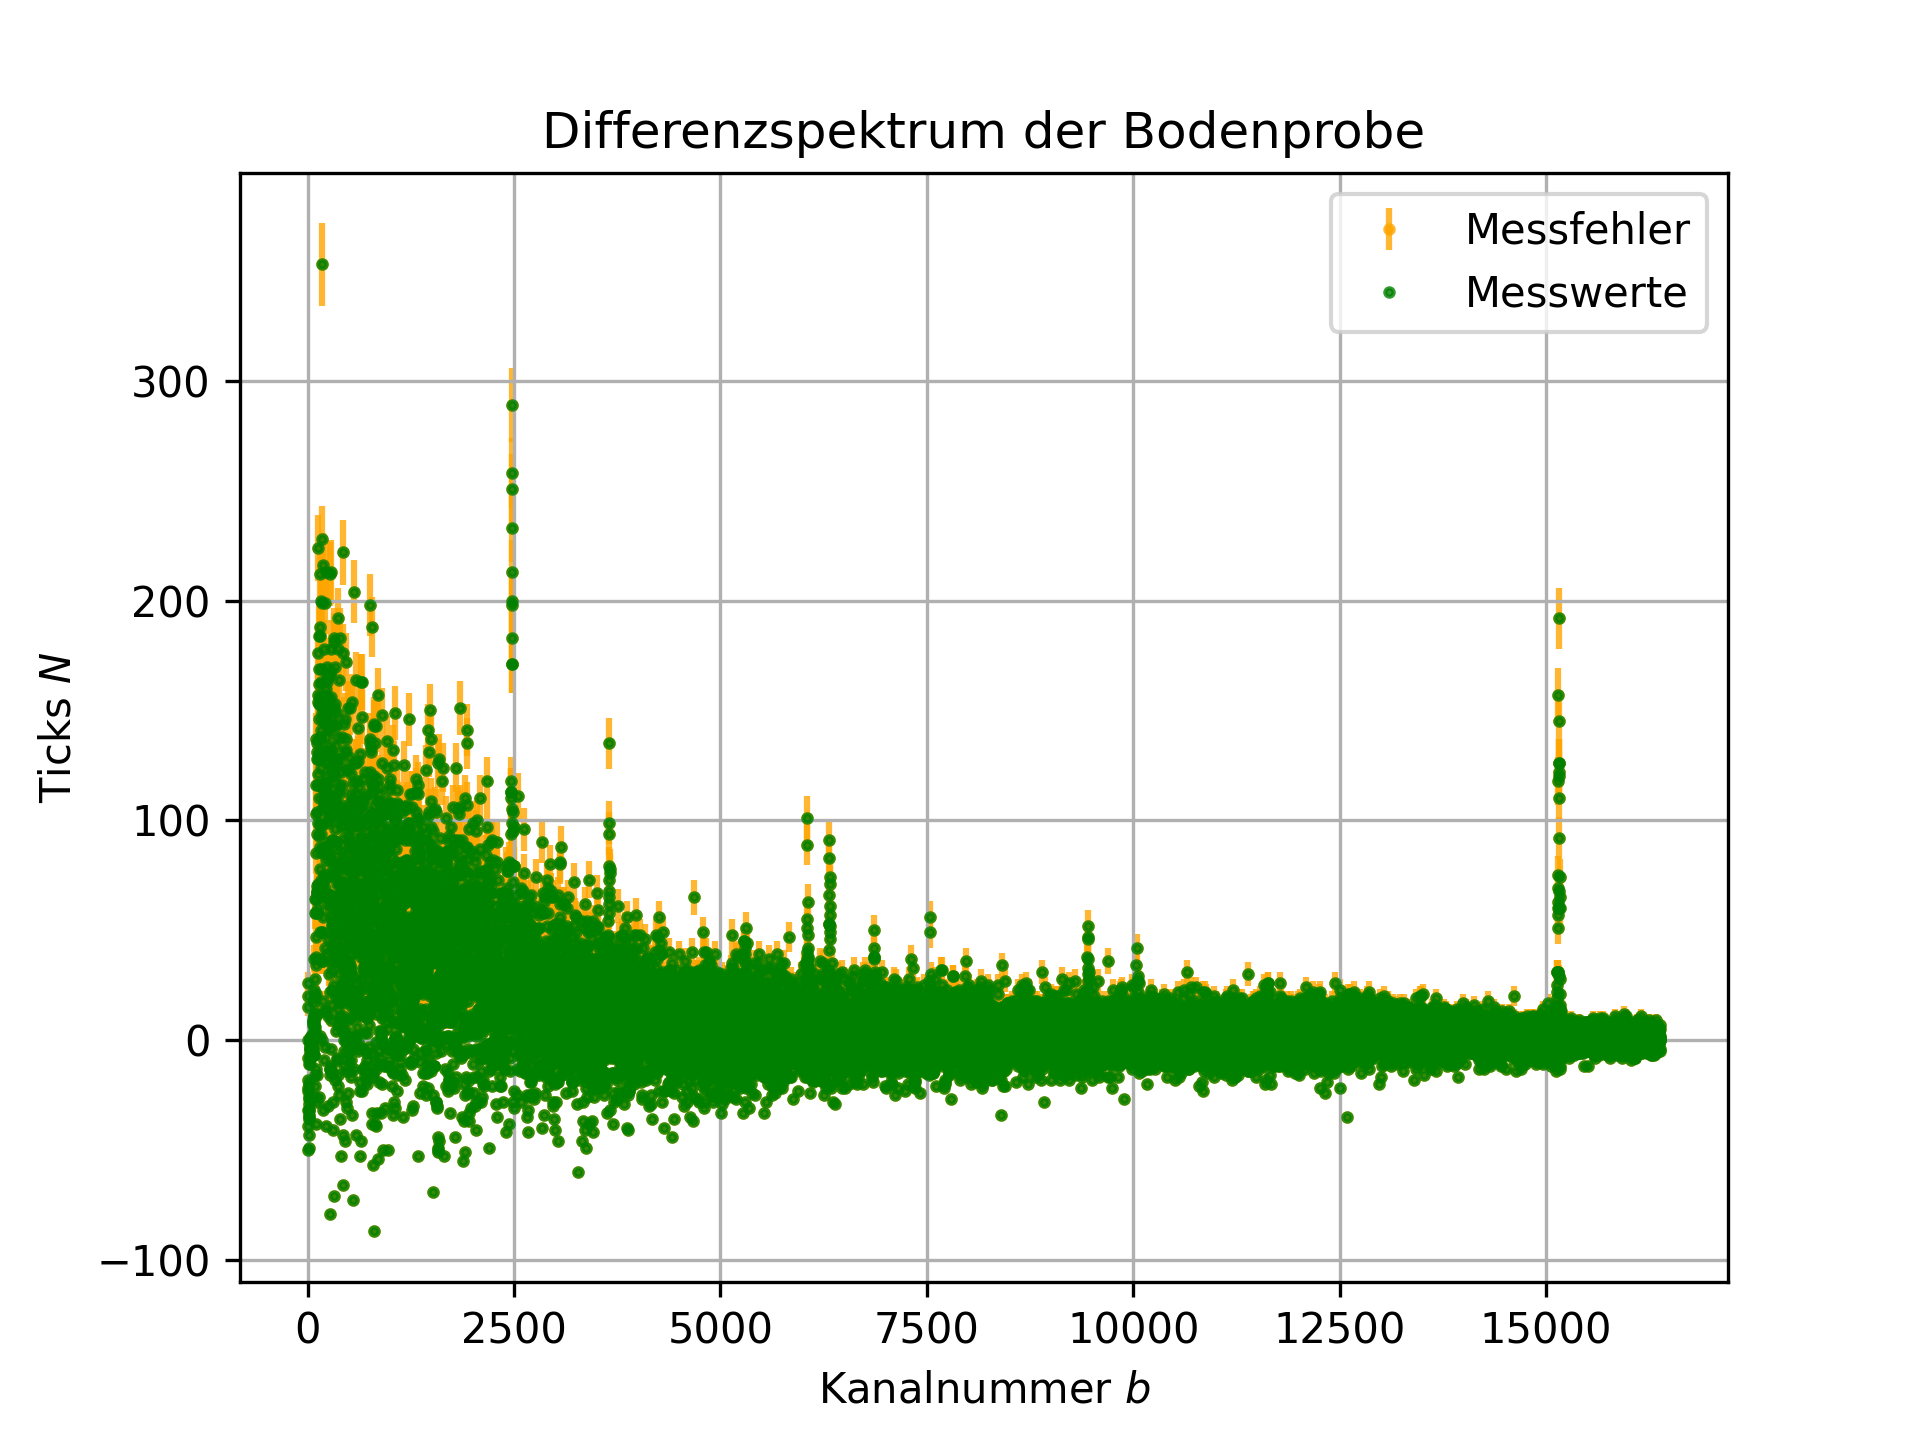 Differenzspektrum der Bodenprobe
Messfehler
Messwerte
300
200
100
0
−100
Ticks N
0 2500 5000 7500 10000 12500 15000
Kanalnummer b